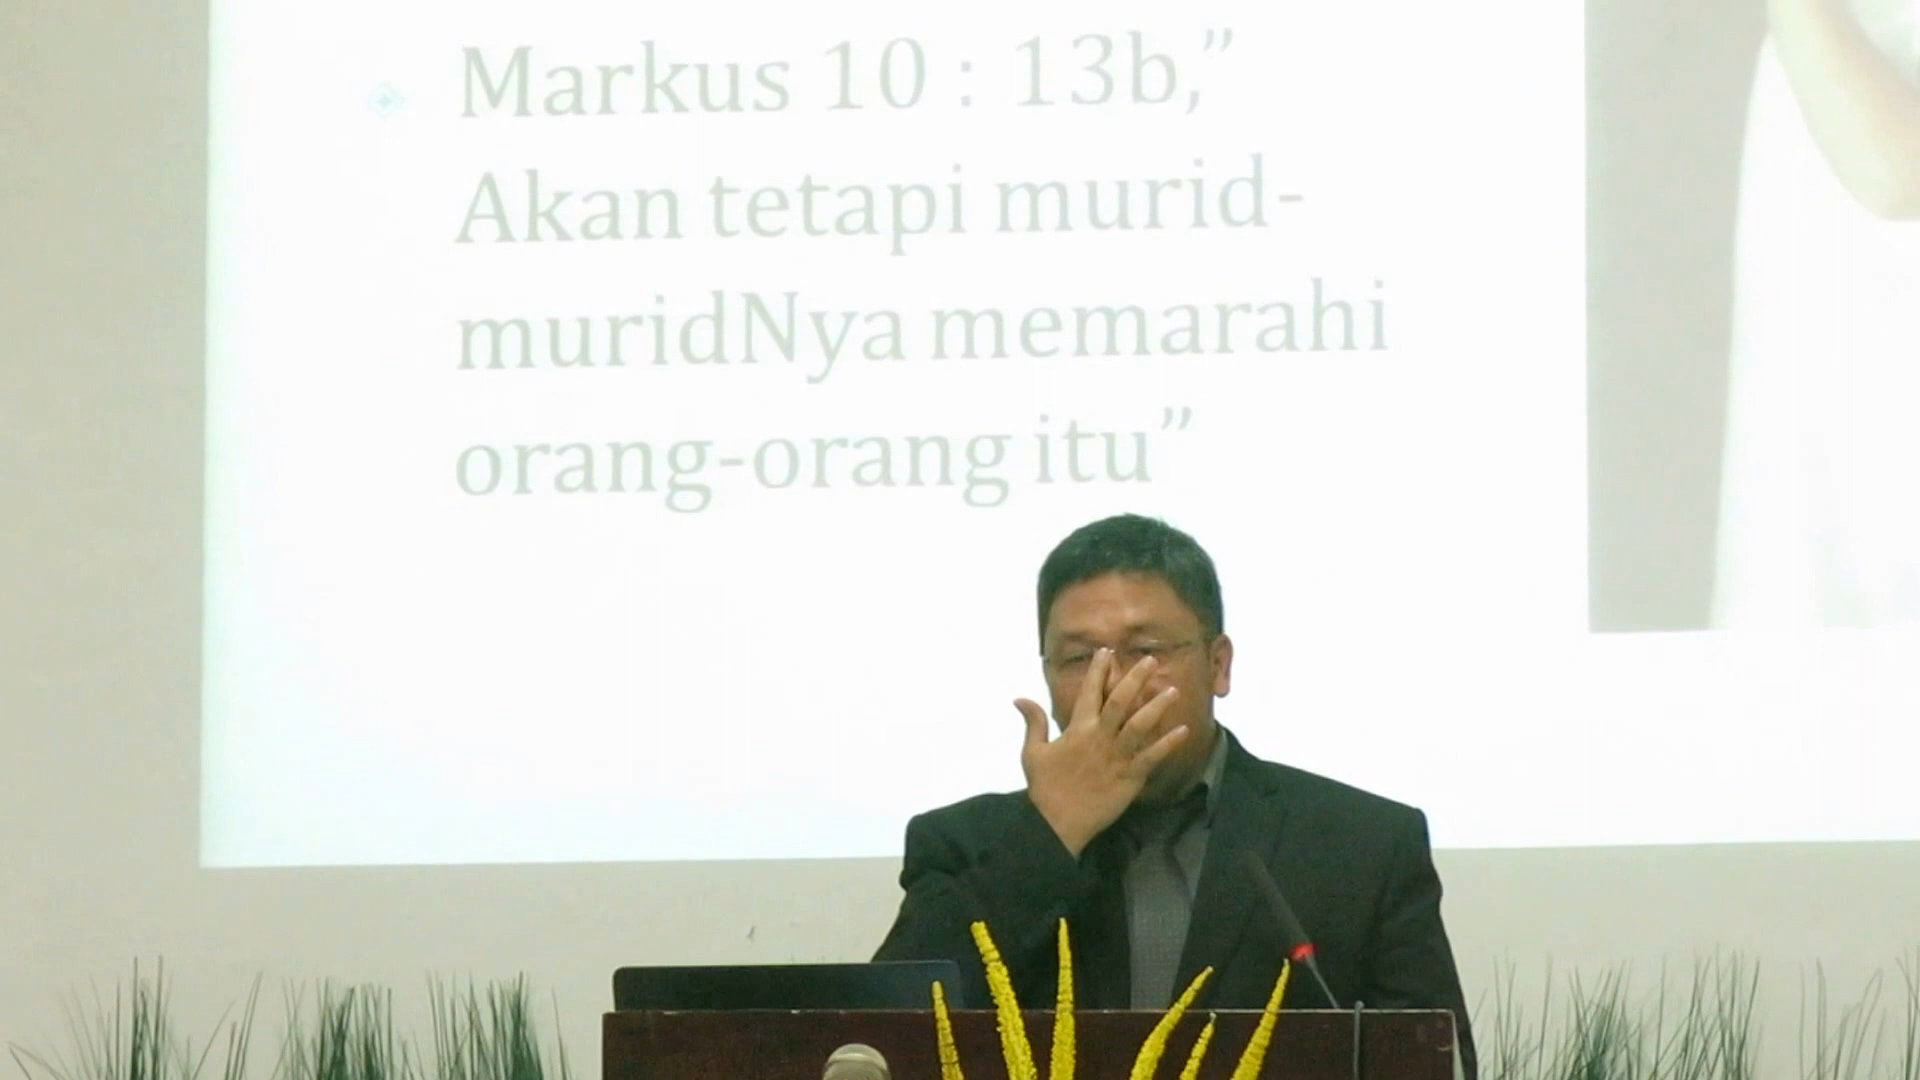 Markus 10 : 13b,”
Akan tetapi murid-
muridNya memarahi
orang-orang itu”